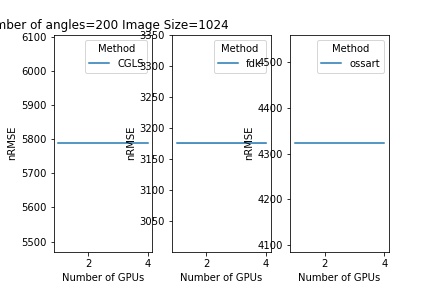 mber of angles=200 Image Size=1024
6100
6000
5900
5800
5700
5600
5500
nRMSE
Method
CGLS
2
4
Number of GPUs
3350
3300
3250
3200
3150
3100
3050
nRMSE
Method
fdk
2
4
Number of GPUs
4500
4400
4300
4200
4100
nRMSE
Method
ossart
2
4
Number of GPUs